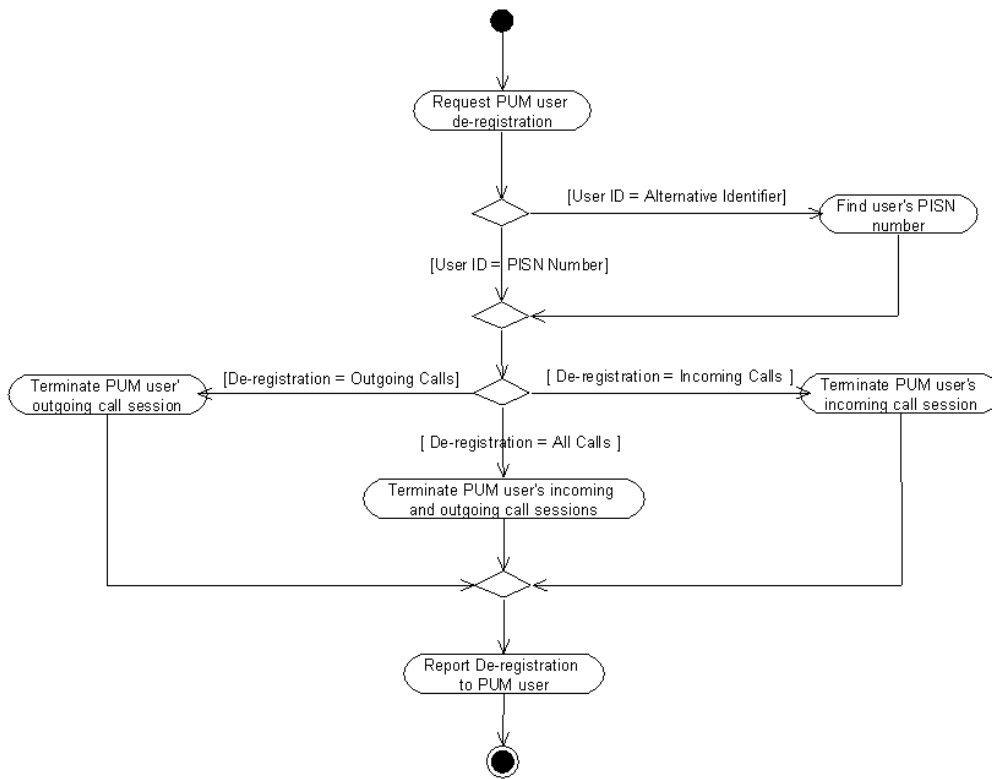 Request PUM user
de-registration
[User ID = Alternative Identifier]
Find user's PISN
number
[User ID = PISN Number]
Terminate PUM user'
outgoing call session
[De-registration = Outgoing Calls]
[ De-registration = Incoming Calls ]
Terminate PUM user's
incoming call session
[ De-registration = All Calls ]
Terminate PUM user's incoming
and outgoing call sessions
Report De-registration
to PUM user